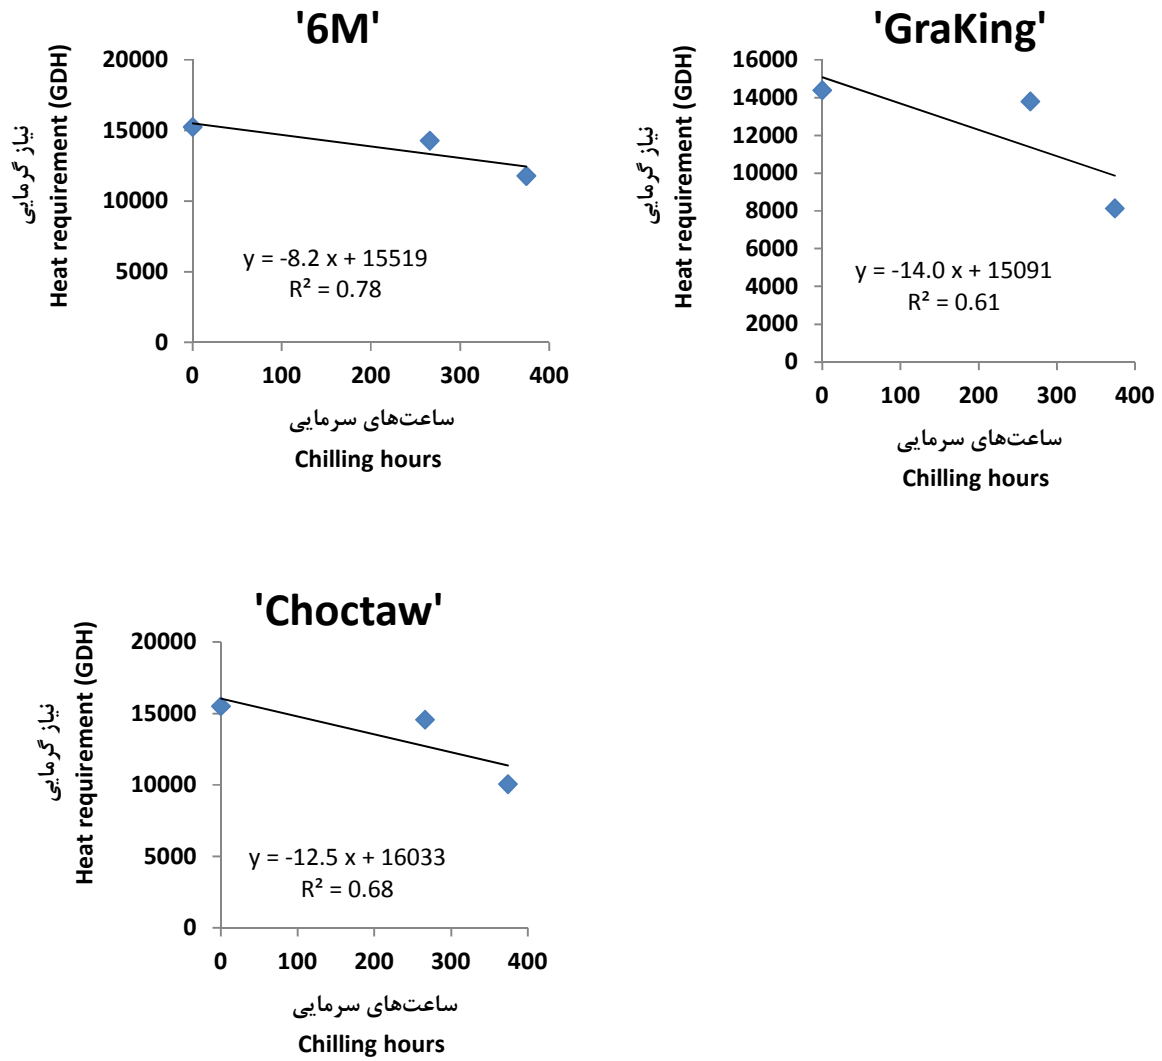 '6M'
نیاز گرمایی
Heat requirement (GDH)
20000
15000
10000
5000
0
y = -8.2 x + 15519
R² = 0.78
0 100 200 300 400
ساعت‌های سرمایی
Chilling hours
'GraKing'
نیاز گرمایی
Heat requirement (GDH)
16000
14000
12000
10000
8000
6000
4000
2000
0
y = -14.0 x + 15091
R² = 0.61
0 100 200 300 400
ساعت‌های سرمایی
Chilling hours
'Choctaw'
نیاز گرمایی
Heat requirement (GDH)
20000
15000
10000
5000
0
y = -12.5 x + 16033
R² = 0.68
0 100 200 300 400
ساعت‌های سرمایی
Chilling hours